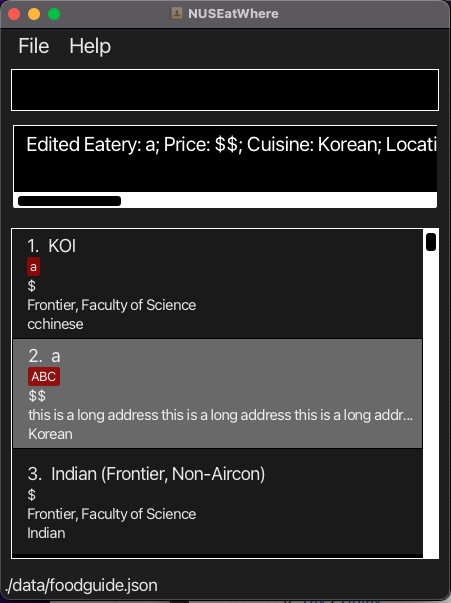 NUSEatWhere
File Help
Edited Eatery: a; Price: $$; Cuisine: Korean; Locati
1. KOI
a
$
Frontier, Faculty of Science
cchinese
2. a
ABC
$$
this is a long address this is a long address this is a long addr...
Korean
3. Indian (Frontier, Non-Aircon)
$
Frontier, Faculty of Science
Indian
./data/foodguide.json